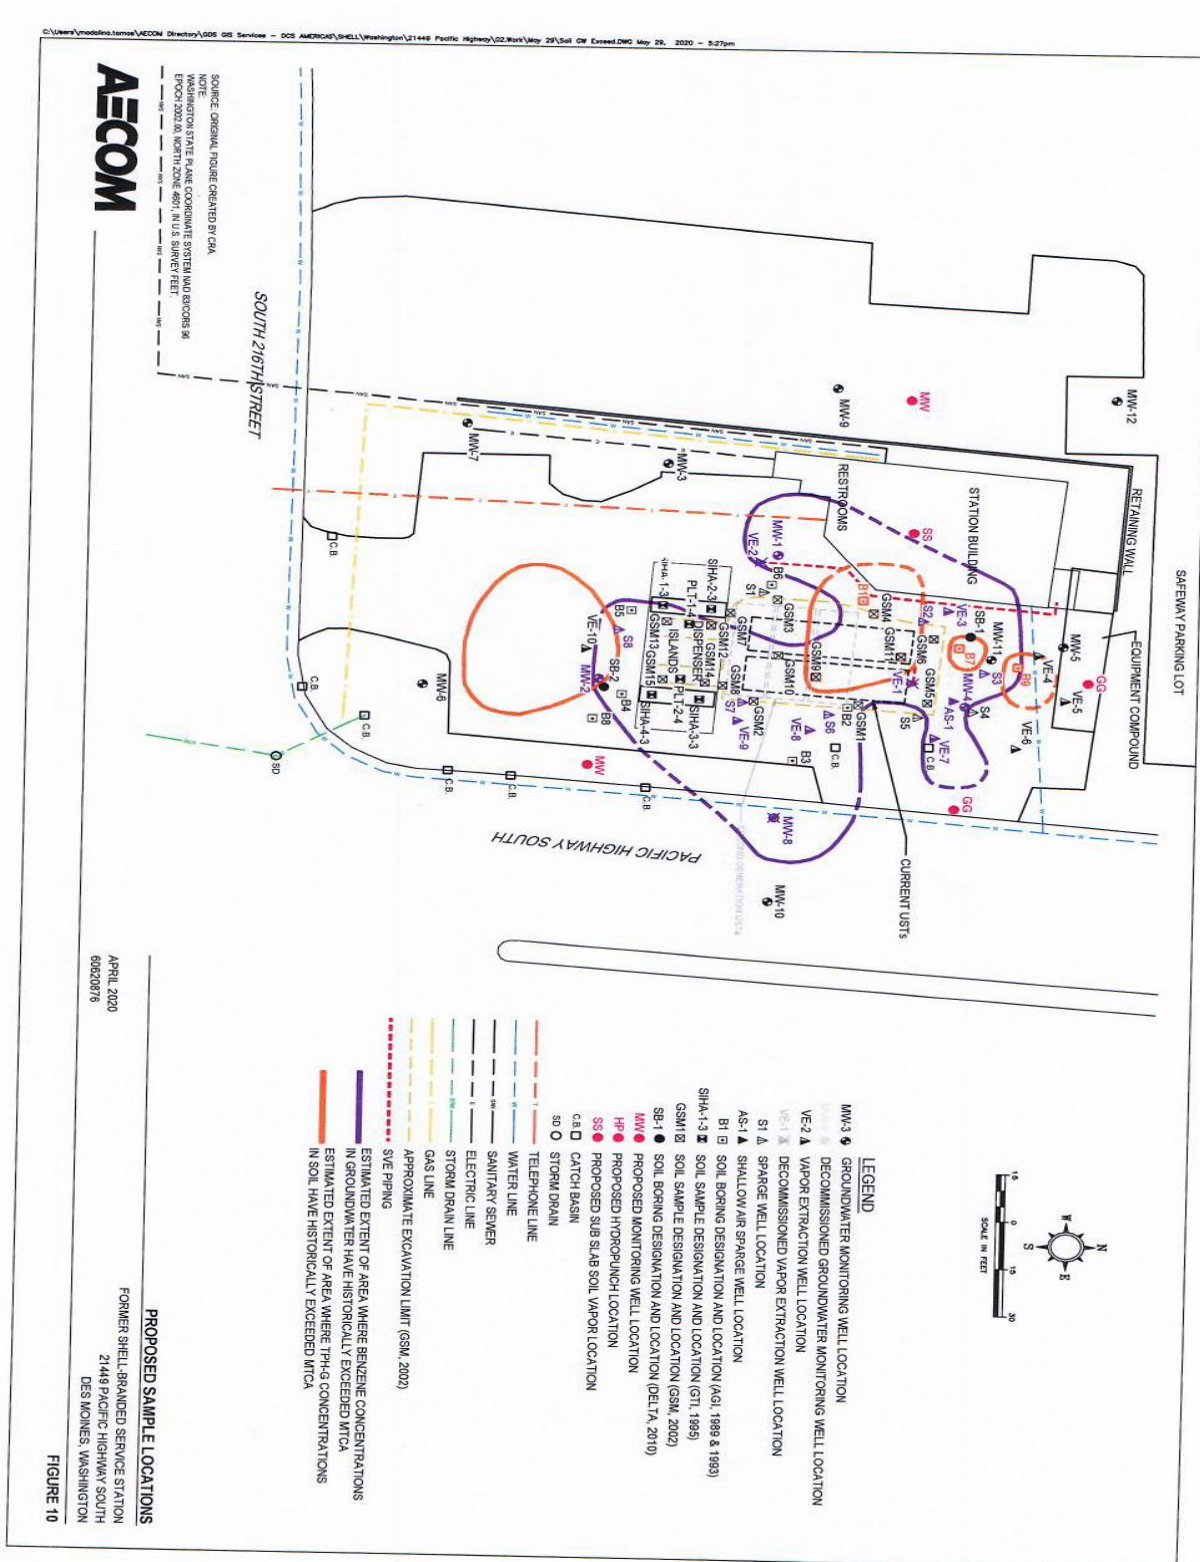 C:\Users\madalina.tomas\AECOM Directory\GDS GIS Services - DCS AMERICAS\SHELL\Washington\21449 Pacific Highway\02.Work\May 29\Soil GW Exceed.DWG May 29, 2020 - 5:27pm
SAFEWAY PARKING LOT
RETAINING WALL
EQUIPMENT COMPOUND
MW-12
MW-5
VE-5
GG
VE-4
B9
VE-6
STATION BUILDING
SB-1
MW-11
S3
MW-4
S4
B7
VE-3
AS-1
GG
MW
SS
S2
GSM6
GSM5
VE-7
C.B.
S5
VE-1
CURRENT USTs
MW-9
RESTROOMS
B1
GSM4
GSM11
GSM1
B2
GSM9
S6
C.B.
B3
VE-8
GSM3
GSM10
MW-1
B6
VE-2
S1
MW-8
MW-10
GSM2
GSM7
GSM8
VE-9
S7
SIHA-2-3
GSM12
DISPENSER
GSM14
PLT-1-4
SIHA-3-3
ISLANDS
PLT-2-4
SIHA-1-3
GSM13
GSM15
SIHA-4-3
MW-3
C.B.
S8
B5
B4
SB-2
B8
VE-10
MW-2
MW
MW-7
C.B.
C.B.
MW-6
C.B.
C.B.
C.B.
SD
PACIFIC HIGHWAY SOUTH
SOUTH 216TH STREET
N
E
S
W
15
0
15
30
SCALE IN FEET
LEGEND
MW-3 GROUNDWATER MONITORING WELL LOCATION
DECOMMISSIONED GROUNDWATER MONITORING WELL LOCATION
VE-2 VAPOR EXTRACTION WELL LOCATION
VE-1 DECOMMISSIONED VAPOR EXTRACTION WELL LOCATION
S1 SPARGE WELL LOCATION
AS-1 SHALLOW AIR SPARGE WELL LOCATION
B1 SOIL BORING DESIGNATION AND LOCATION (AGI, 1989 & 1993)
SIHA-1-3 SOIL SAMPLE DESIGNATION AND LOCATION (GTI, 1995)
GSM1 SOIL SAMPLE DESIGNATION AND LOCATION (GSM, 2002)
SB-1 SOIL BORING DESIGNATION AND LOCATION (DELTA, 2010)
MW PROPOSED MONITORING WELL LOCATION
HP PROPOSED HYDROPUNCH LOCATION
SS PROPOSED SUB SLAB SOIL VAPOR LOCATION
C.B. CATCH BASIN
SD STORM DRAIN
TELEPHONE LINE
WATER LINE
SANITARY SEWER
ELECTRIC LINE
STORM DRAIN LINE
GAS LINE
APPROXIMATE EXCAVATION LIMIT (GSM, 2002)
SVE PIPING
ESTIMATED EXTENT OF AREA WHERE BENZENE CONCENTRATIONS
IN GROUNDWATER HAVE HISTORICALLY EXCEEDED MTCA
ESTIMATED EXTENT OF AREA WHERE TPH-G CONCENTRATIONS
IN SOIL HAVE HISTORICALLY EXCEEDED MTCA
SOURCE: ORIGINAL FIGURE CREATED BY CRA
NOTE:
WASHINGTON STATE PLANE COORDINATE SYSTEM NAD 83/CORS 96
EPOCH 2002.00, NORTH ZONE 4601, IN U.S. SURVEY FEET.
AECOM
APRIL 2020
60620876
PROPOSED SAMPLE LOCATIONS
FORMER SHELL-BRANDED SERVICE STATION
21449 PACIFIC HIGHWAY SOUTH
DES MOINES, WASHINGTON
FIGURE 10